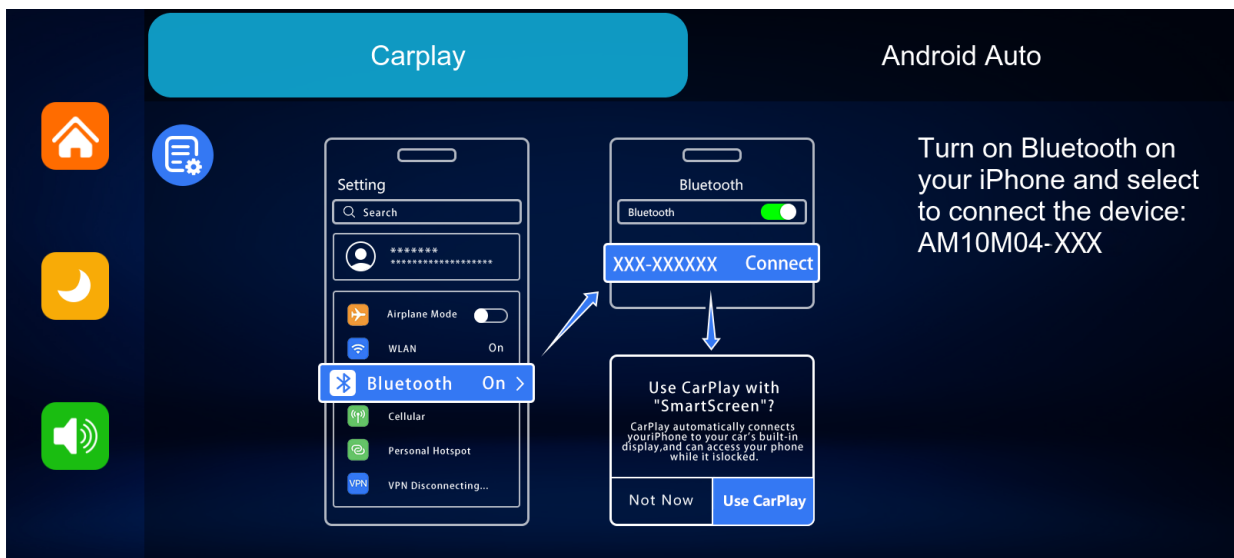 Carplay
Android Auto
Setting
Search
*******
*******************
Airplane Mode
WLAN On
Bluetooth On >
Cellular
Personal Hotspot
VPN VPN Disconnecting...
Bluetooth
Bluetooth
XXX-XXXXXX Connect
Use CarPlay with
"SmartScreen"?
CarPlay automatically connects
youriPhone to your car's built-in
display,and can access your phone
while it islocked.
Not Now Use CarPlay
Turn on Bluetooth on
your iPhone and select
to connect the device:
AM10M04-XXX